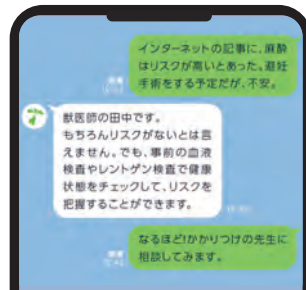 インターネットの記事に、麻酔
はリスクが高いとあった。避妊
手術をする予定だが、不安。
獣医師の田中です。
もちろんリスクがないとは言
えません。でも、事前の血液
検査やレントゲン検査で健康
状態をチェックして、リスクを
把握することができます。
なるほど!かかりつけの先生に
相談してみます。